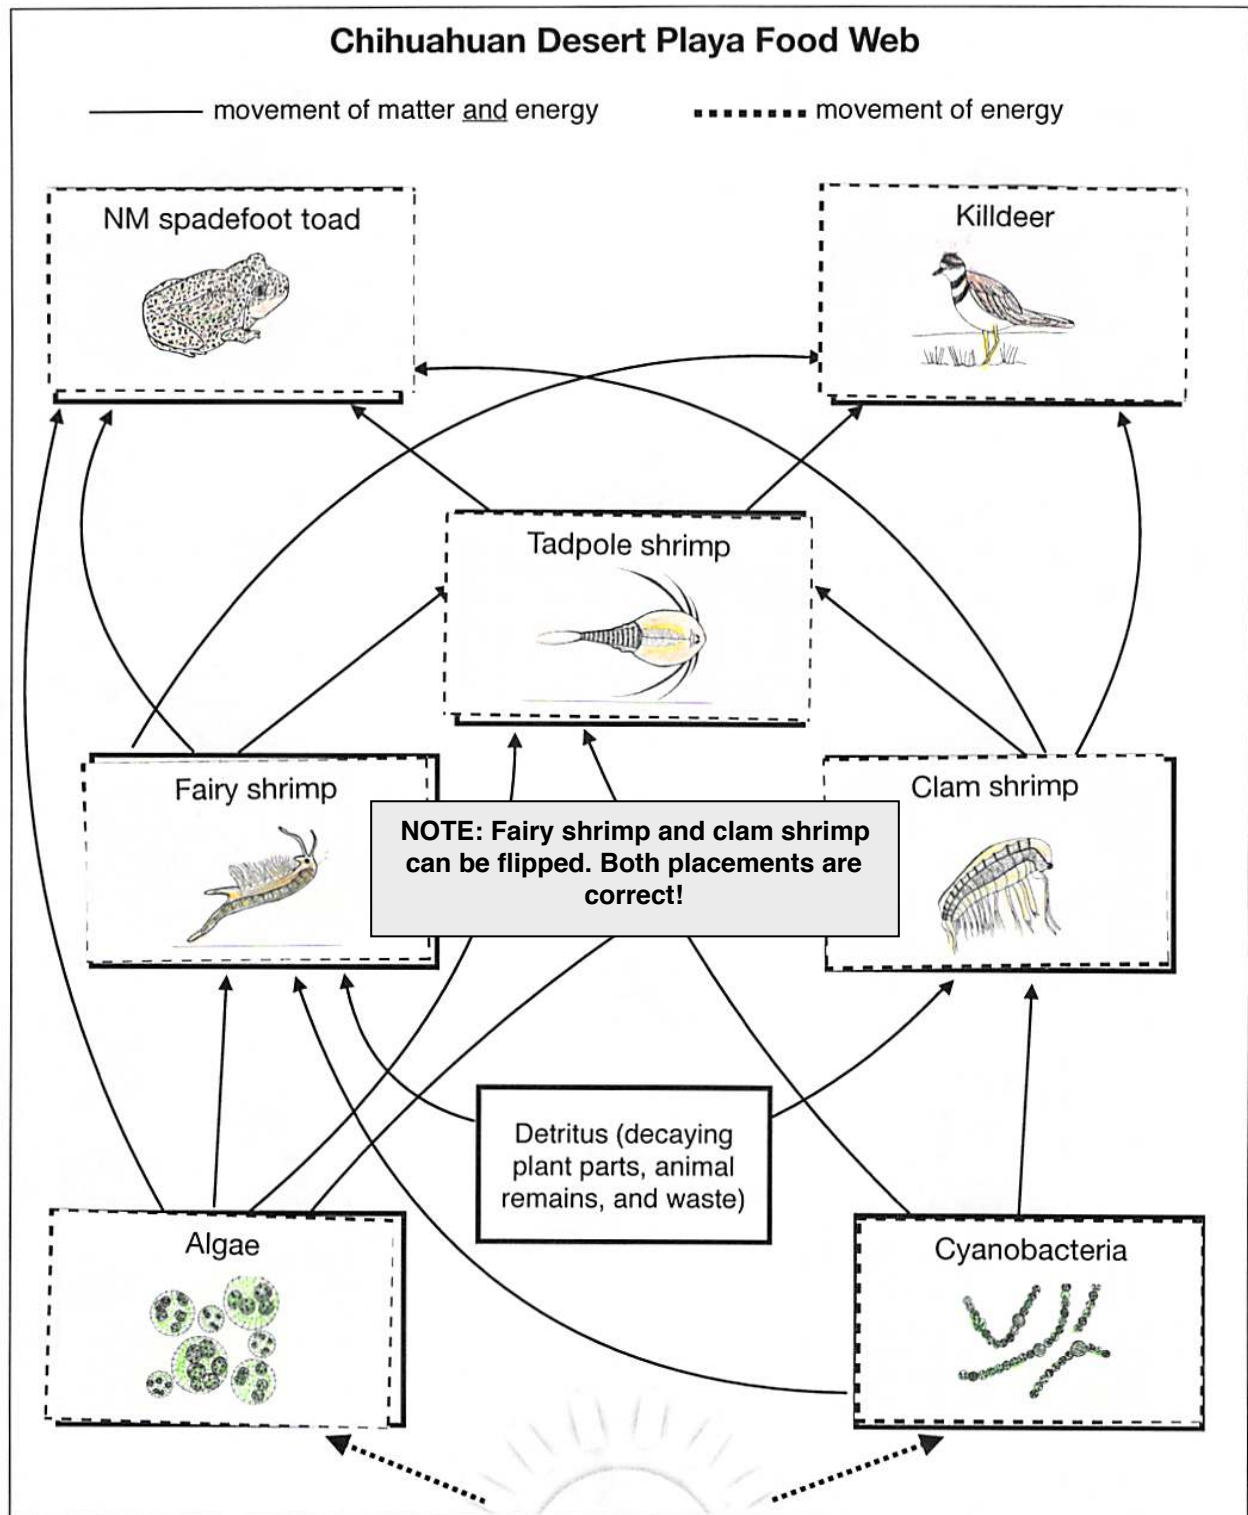 Chihuahuan Desert Playa Food Web
movement of matter and energy
movement of energy
NM spadefoot toad
Killdeer
Tadpole shrimp
Fairy shrimp
Clam shrimp
NOTE: Fairy shrimp and clam shrimp
can be flipped. Both placements are
correct!
Detritus (decaying
plant parts, animal
remains, and waste)
Algae
Cyanobacteria